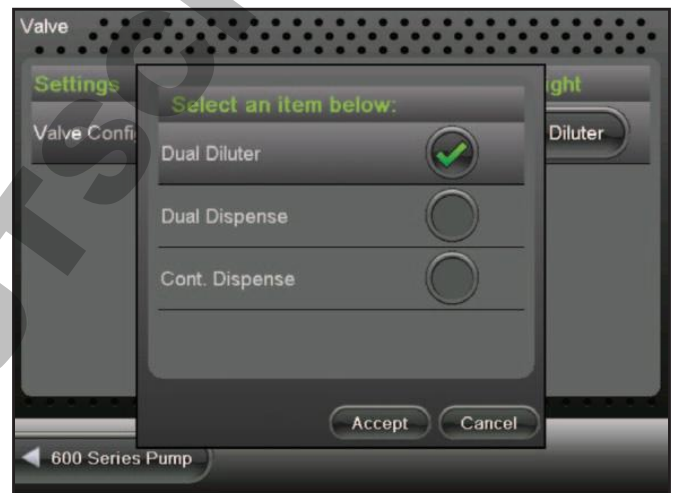 Valve
Settings
ight
Select an item below:
Valve Confi
Diluter
Dual Diluter
Dual Dispense
Cont. Dispense
Accept
Cancel
600 Series Pump